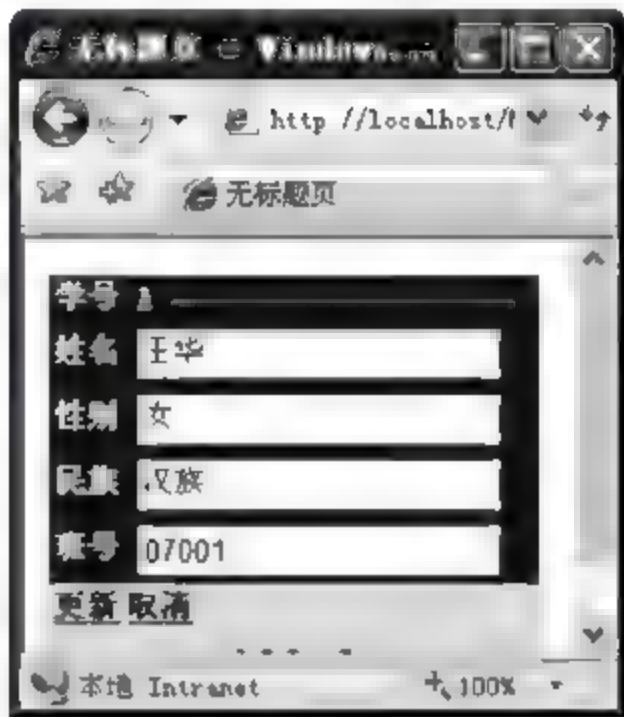 无标题页 - Windows...
http //localhost/
无标题页
学号 1
姓名 王华
性别 女
民族 汉族
班号 07001
更新 取消
本地 Intranet 100%